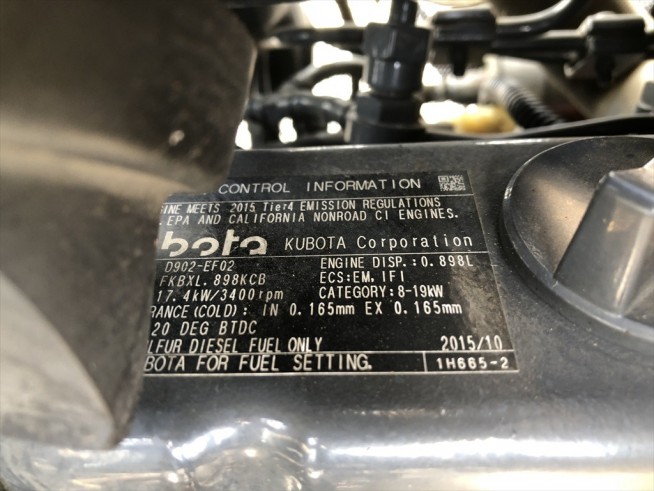 CONTROL INFORMATION
GINE MEETS 2015 Tier4 EMISSION REGULATIONS
EPA AND CALIFORNIA NONROAD CI ENGINES.
bota KUBOTA Corporation
D902-EF02 ENGINE DISP.:0.898L
FKBXL.898KCB ECS:EM.IFI
17.4kW/3400rpm CATEGORY:8-19kW
RANCE (COLD): IN 0.165mm EX 0.165mm
20 DEG BTDC
LFUR DIESEL FUEL ONLY 2015/10
BOTA FOR FUEL SETTING. 1H665-2